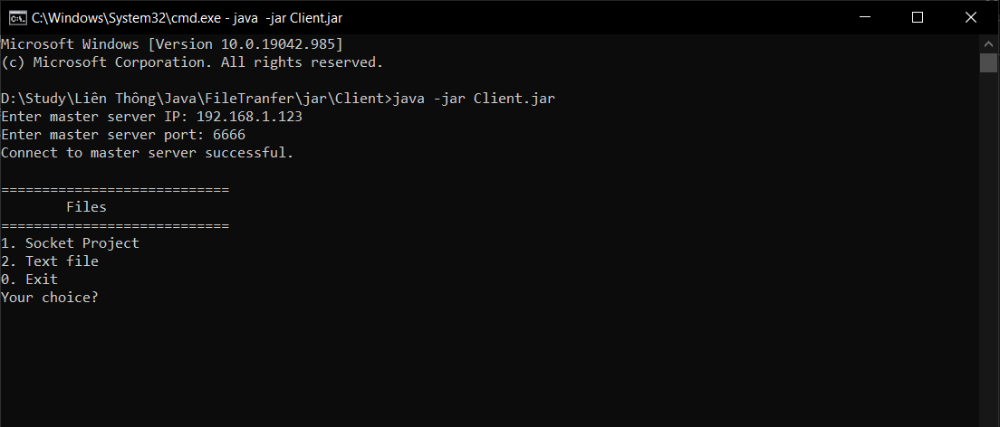 C:\Windows\System32\cmd.exe - java  -jar Client.jar
Microsoft Windows [Version 10.0.19042.985]
(c) Microsoft Corporation. All rights reserved.
D:\Study\Liên Thông\Java\FileTranfer\jar\Client>java -jar Client.jar
Enter master server IP: 192.168.1.123
Enter master server port: 6666
Connect to master server successful.
============================
Files
============================
1. Socket Project
2. Text file
0. Exit
Your choice?